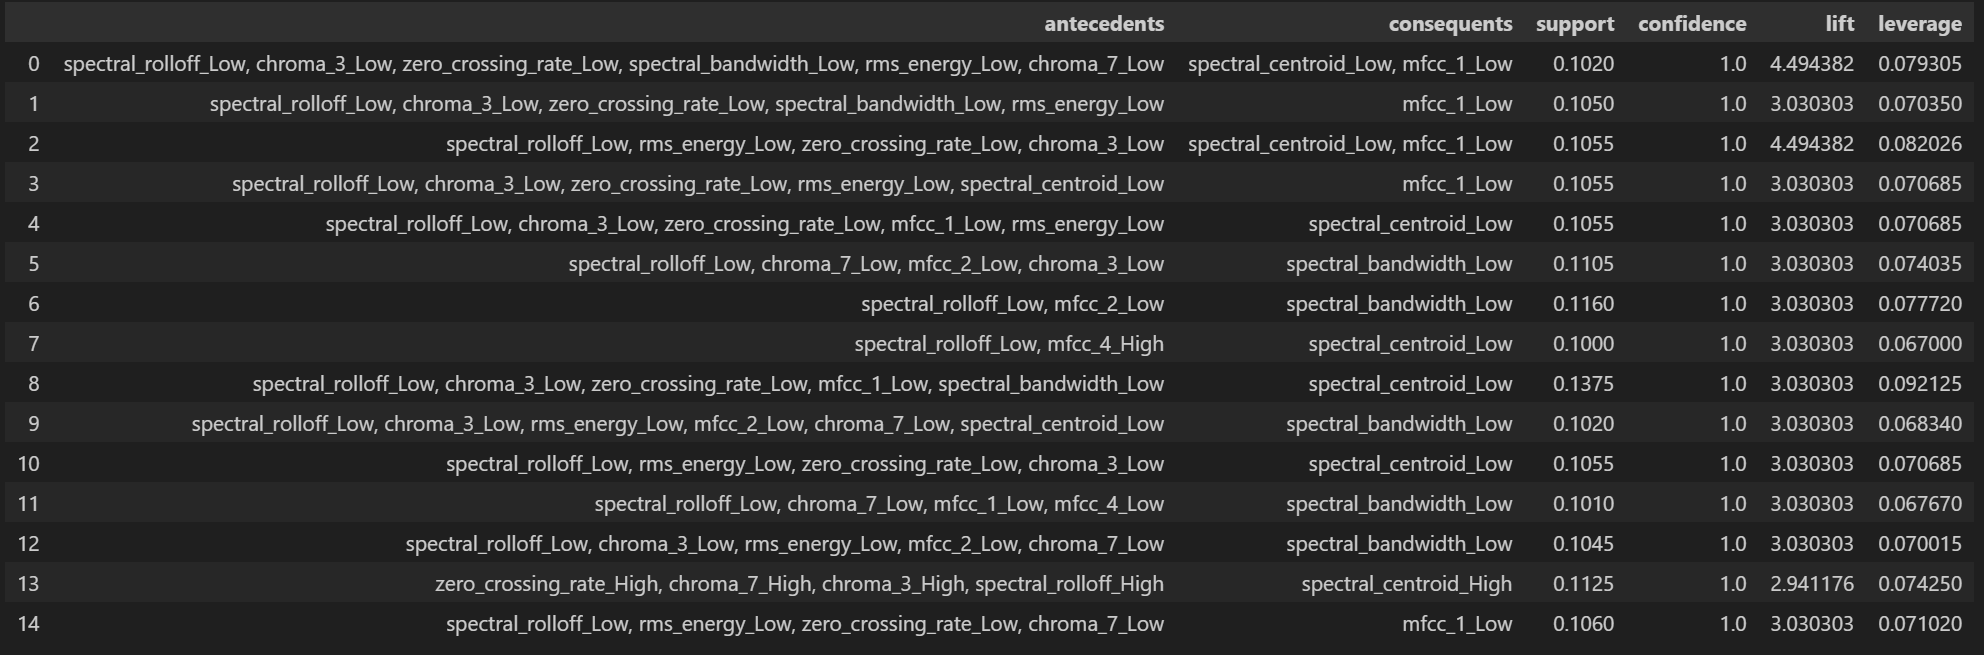 antecedents consequents support confidence lift leverage
0 spectral_rolloff_Low, chroma_3_Low, zero_crossing_rate_Low, spectral_bandwidth_Low, rms_energy_Low, chroma_7_Low spectral_centroid_Low, mfcc_1_Low 0.1020 1.0 4.494382 0.079305
1 spectral_rolloff_Low, chroma_3_Low, zero_crossing_rate_Low, spectral_bandwidth_Low, rms_energy_Low mfcc_1_Low 0.1050 1.0 3.030303 0.070350
2 spectral_rolloff_Low, rms_energy_Low, zero_crossing_rate_Low, chroma_3_Low spectral_centroid_Low, mfcc_1_Low 0.1055 1.0 4.494382 0.082026
3 spectral_rolloff_Low, chroma_3_Low, zero_crossing_rate_Low, rms_energy_Low, spectral_centroid_Low mfcc_1_Low 0.1055 1.0 3.030303 0.070685
4 spectral_rolloff_Low, chroma_3_Low, zero_crossing_rate_Low, mfcc_1_Low, rms_energy_Low spectral_centroid_Low 0.1055 1.0 3.030303 0.070685
5 spectral_rolloff_Low, chroma_7_Low, mfcc_2_Low, chroma_3_Low spectral_bandwidth_Low 0.1105 1.0 3.030303 0.074035
6 spectral_rolloff_Low, mfcc_2_Low spectral_bandwidth_Low 0.1160 1.0 3.030303 0.077720
7 spectral_rolloff_Low, mfcc_4_High spectral_centroid_Low 0.1000 1.0 3.030303 0.067000
8 spectral_rolloff_Low, chroma_3_Low, zero_crossing_rate_Low, mfcc_1_Low, spectral_bandwidth_Low spectral_centroid_Low 0.1375 1.0 3.030303 0.092125
9 spectral_rolloff_Low, chroma_3_Low, rms_energy_Low, mfcc_2_Low, chroma_7_Low, spectral_centroid_Low spectral_bandwidth_Low 0.1020 1.0 3.030303 0.068340
10 spectral_rolloff_Low, rms_energy_Low, zero_crossing_rate_Low, chroma_3_Low spectral_centroid_Low 0.1055 1.0 3.030303 0.070685
11 spectral_rolloff_Low, chroma_7_Low, mfcc_1_Low, mfcc_4_Low spectral_bandwidth_Low 0.1010 1.0 3.030303 0.067670
12 spectral_rolloff_Low, chroma_3_Low, rms_energy_Low, mfcc_2_Low, chroma_7_Low spectral_bandwidth_Low 0.1045 1.0 3.030303 0.070015
13 zero_crossing_rate_High, chroma_7_High, chroma_3_High, spectral_rolloff_High spectral_centroid_High 0.1125 1.0 2.941176 0.074250
14 spectral_rolloff_Low, rms_energy_Low, zero_crossing_rate_Low, chroma_7_Low mfcc_1_Low 0.1060 1.0 3.030303 0.071020